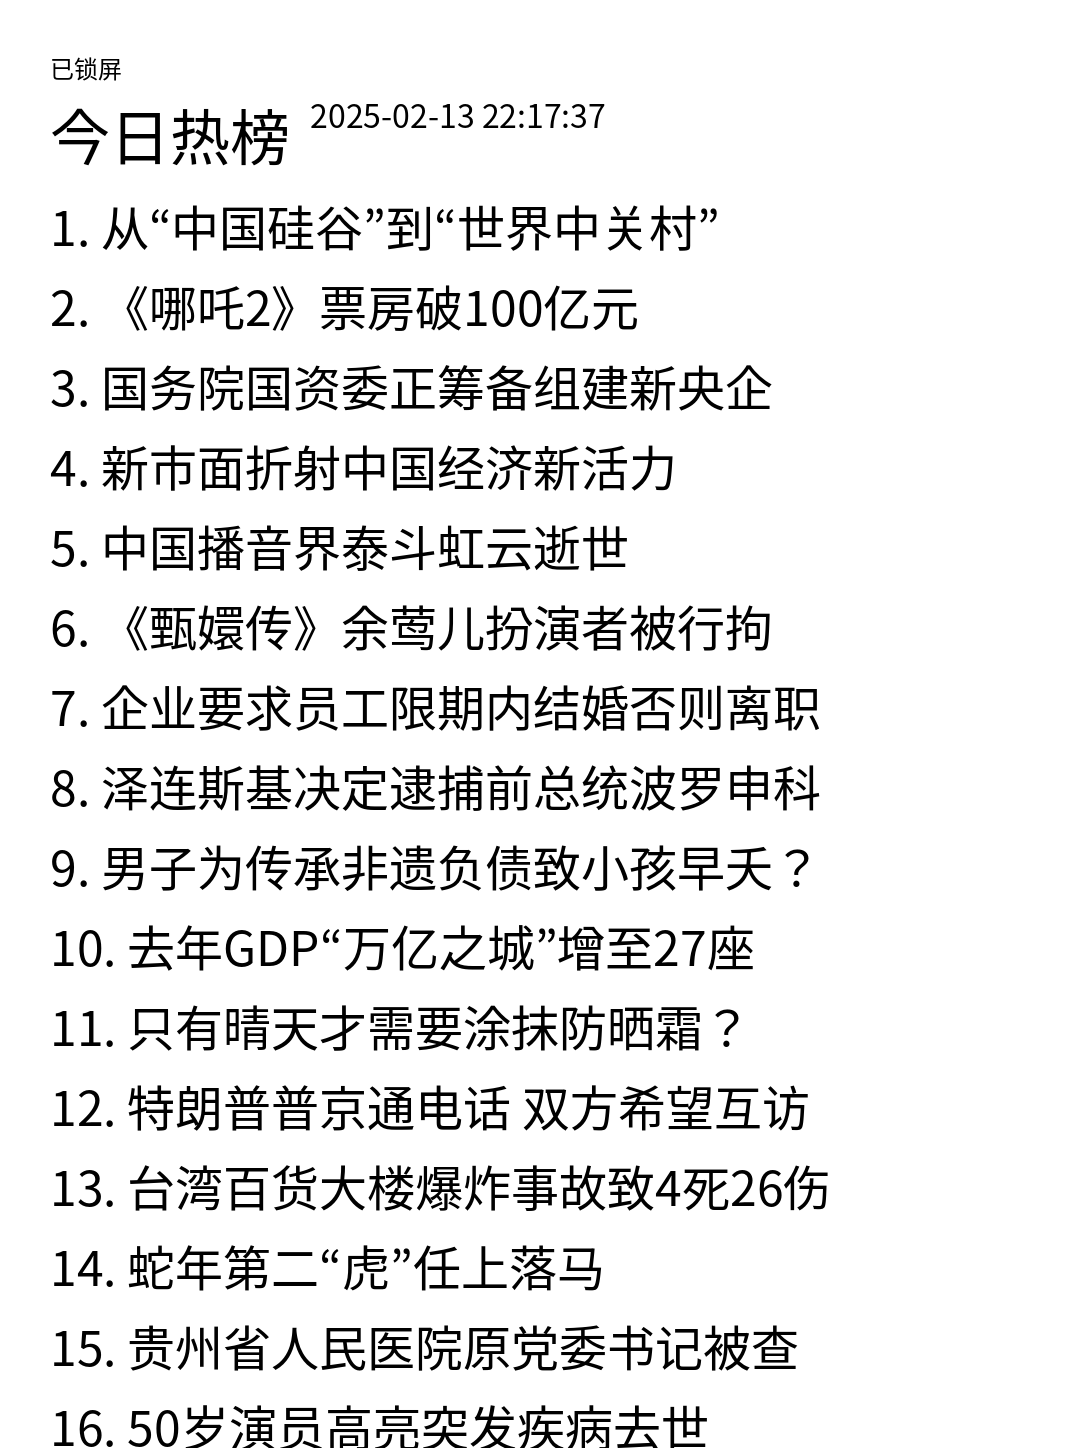 已锁屏
今日热榜 2025-02-13 22:17:37
1. 从“中国硅谷”到“世界中关村”
2. 《哪吒2》票房破100亿元
3. 国务院国资委正筹备组建新央企
4. 新市面折射中国经济新活力
5. 中国播音界泰斗虹云逝世
6. 《甄嬛传》余莺儿扮演者被行拘
7. 企业要求员工限期内结婚否则离职
8. 泽连斯基决定逮捕前总统波罗申科
9. 男子为传承非遗负债致小孩早夭？
10. 去年GDP“万亿之城”增至27座
11. 只有晴天才需要涂抹防晒霜？
12. 特朗普普京通电话 双方希望互访
13. 台湾百货大楼爆炸事故致4死26伤
14. 蛇年第二“虎”任上落马
15. 贵州省人民医院原党委书记被查
16. 50岁演员高亮突发疾病去世